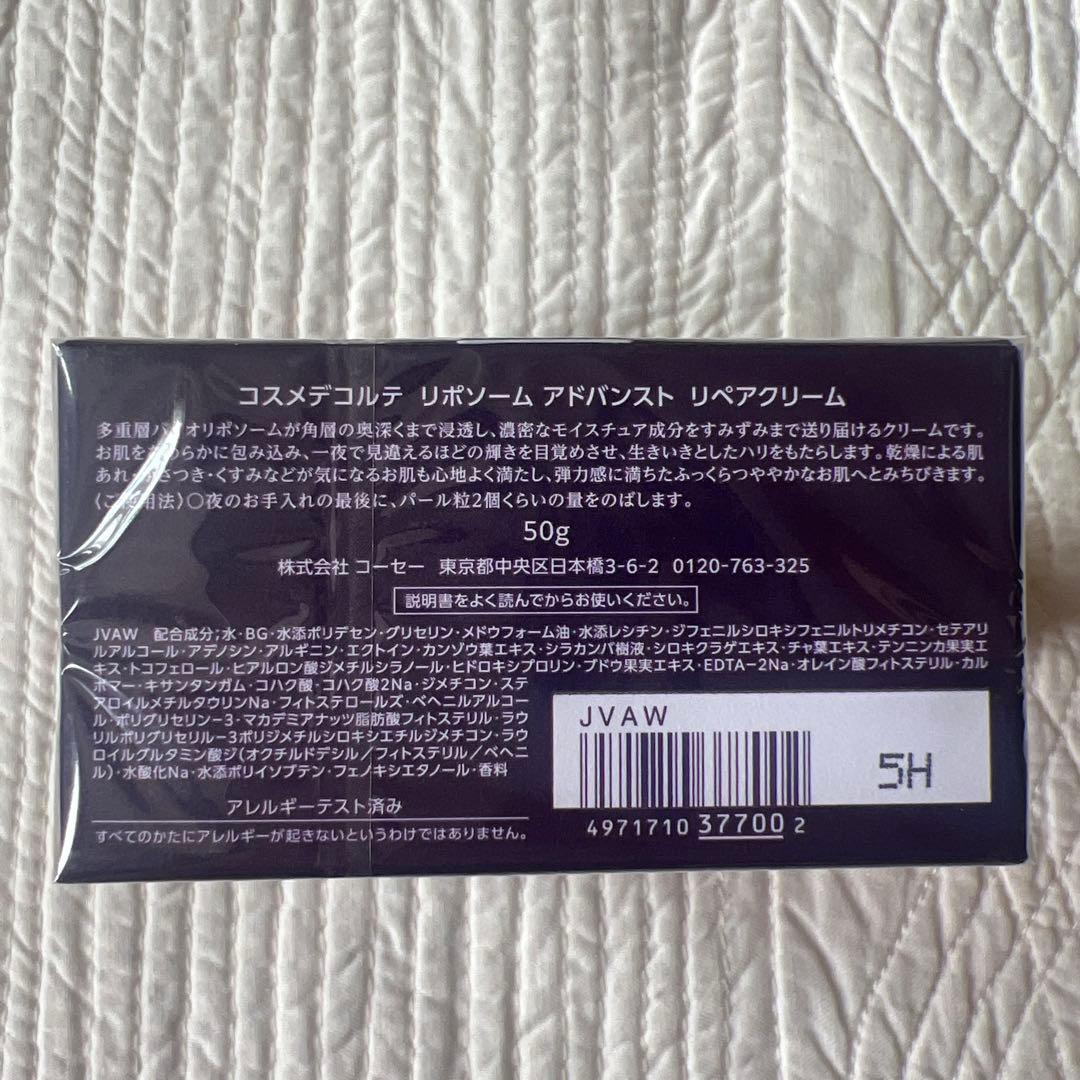 コスメデコルテ リポソーム アドバンスト リペアクリーム
多重層バイオリポソームが角層の奥深くまで浸透し、濃密なモイスチュア成分をすみずみまで送り届けるクリームです。
お肌をなめらかに包み込み、一夜で見違えるほどの輝きを目覚めさせ、生きいきとしたハリをもたらします。乾燥による肌
あれ・かさつき・くすみなどが気になるお肌も心地よく満たし、弾力感に満ちたふっくらつややかなお肌へとみちびきます。
〈ご使用法〉○夜のお手入れの最後に、パール粒2個くらいの量をのばします。
50g
株式会社 コーセー 東京都中央区日本橋3-6-2 0120-763-325
説明書をよく読んでからお使いください。
JVAW 配合成分;水・BG・水添ポリデセン・グリセリン・メドウフォーム油・水添レシチン・ジフェニルシロキシフェニルトリメチコン・セテアリ
ルアルコール・アデノシン・アルギニン・エクトイン・カンゾウ葉エキス・シラカンバ樹液・シロキクラゲエキス・チャ葉エキス・テンニンカ果実エ
キス・トコフェロール・ヒアルロン酸ジメチルシラノール・ヒドロキシプロリン・ブドウ果実エキス・EDTA-2Na・オレイン酸フィトステリル・カル
ボマー・キサンタンガム・コハク酸・コハク酸2Na・ジメチコン・ステ
アロイルメチルタウリンNa・フィトステロールズ・ベヘニルアルコー
ル・ポリグリセリン-3・マカデミアナッツ脂肪酸フィトステリル・ラウ
リルポリグリセリル-3ポリジメチルシロキシエチルジメチコン・ラウ
ロイルグルタミン酸ジ(オクチルドデシル/フィトステリル/ベヘニ
ル)・水酸化Na・水添ポリイソブテン・フェノキシエタノール・香料
アレルギーテスト済み
すべてのかたにアレルギーが起きないというわけではありません。
JVAW
5H
4971710 37700 2